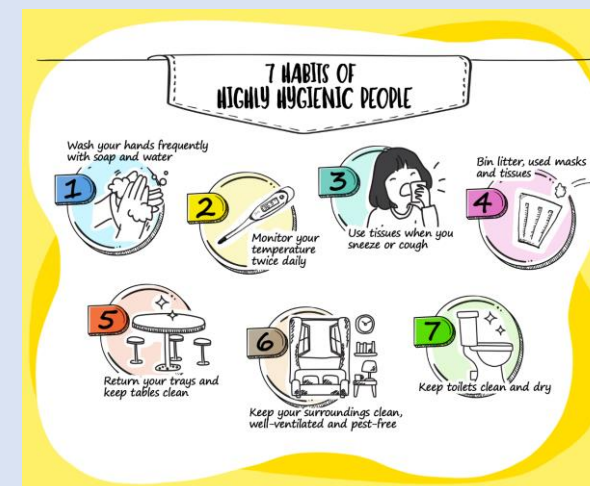 7 HABITS OF
HIGHLY HYGIENIC PEOPLE
1
Wash your hands frequently
with soap and water
2
Monitor your
temperature
twice daily
3
Use tissues when you
sneeze or cough
4
Bin litter, used masks
and tissues
5
Return your trays and
keep tables clean
6
Keep your surroundings clean,
well-ventilated and pest-free
7
Keep toilets clean and dry